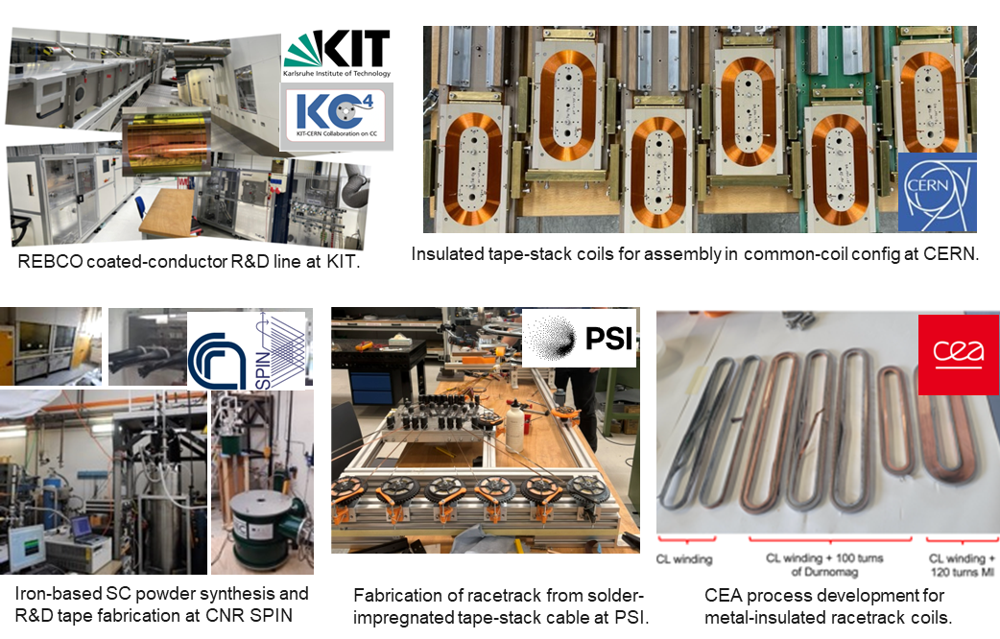 KIT
Karlsruhe Institute of Technology
KC4
KIT-CERN Collaboration on CC
CERN
REBCO coated-conductor R&D line at KIT.
Insulated tape-stack coils for assembly in common-coil config at CERN.
SPIN
PSI
cea
CL winding
CL winding + 100 turns
of Durnomag
CL winding +
120 turns MI
Iron-based SC powder synthesis and
R&D tape fabrication at CNR SPIN
Fabrication of racetrack from solder-
impregnated tape-stack cable at PSI.
CEA process development for
metal-insulated racetrack coils.